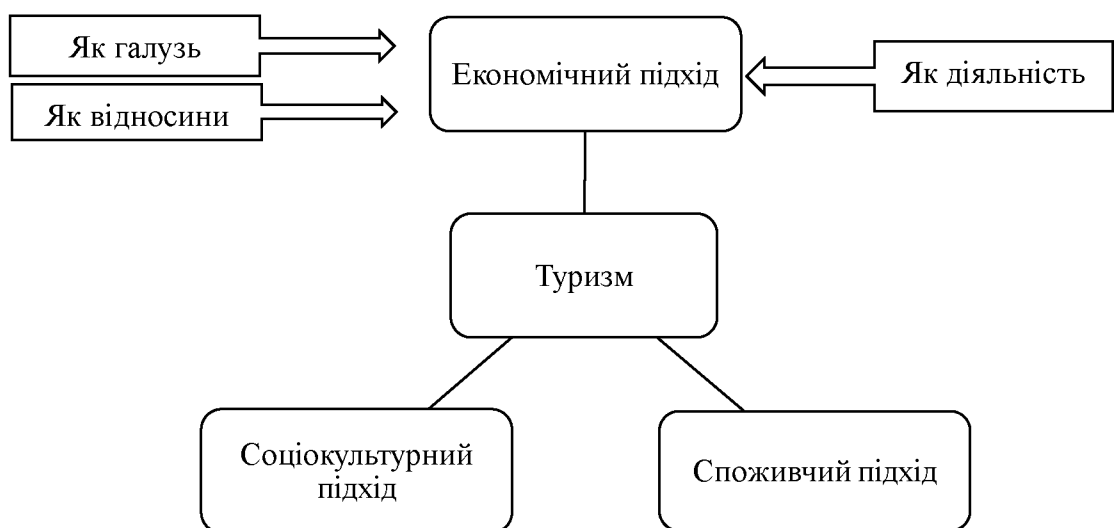 Як галузь
Як відносини
Економічний підхід
Як діяльність
Туризм
Соціокультурний
підхід
Споживчий підхід